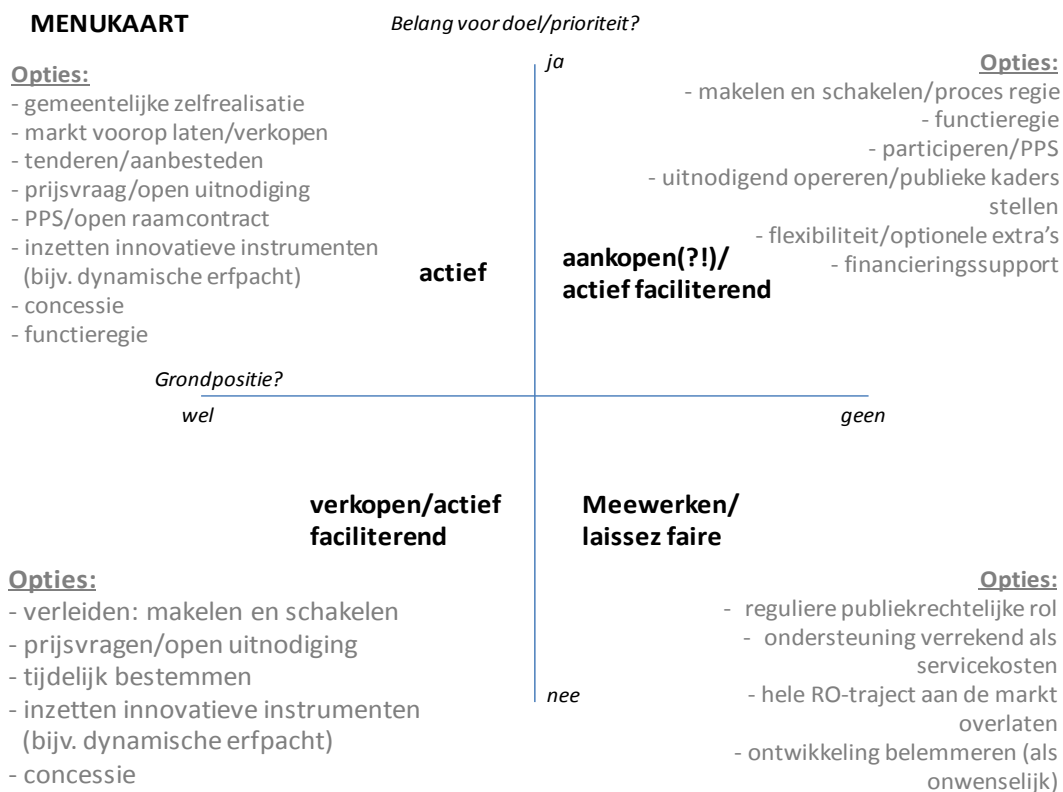 MENUKAART
Belang voor doel/prioriteit?
ja
Opties:
- gemeentelijke zelfrealisatie
- markt voorop laten/verkopen
- tenderen/aanbesteden
- prijsvraag/open uitnodiging
- PPS/open raamcontract
- inzetten innovatieve instrumenten
(bijv. dynamische erfpacht)
- concessie
- functieregie
actief
Opties:
- makelen en schakelen/proces regie
- functieregie
- participeren/PPS
- uitnodigend opereren/publieke kaders
stellen
- flexibiliteit/optionele extra's
- financieringssupport
aankopen(?!)/
actief faciliterend
Grondpositie?
wel
geen
verkopen/actief
faciliterend
Meewerken/
laissez faire
Opties:
- verleiden: makelen en schakelen
- prijsvragen/open uitnodiging
- tijdelijk bestemmen
- inzetten innovatieve instrumenten
(bijv. dynamische erfpacht)
- concessie
nee
Opties:
- reguliere publiekrechtelijke rol
- ondersteuning verrekend als
servicekosten
- hele RO-traject aan de markt
overlaten
- ontwikkeling belemmeren (als
onwenselijk)